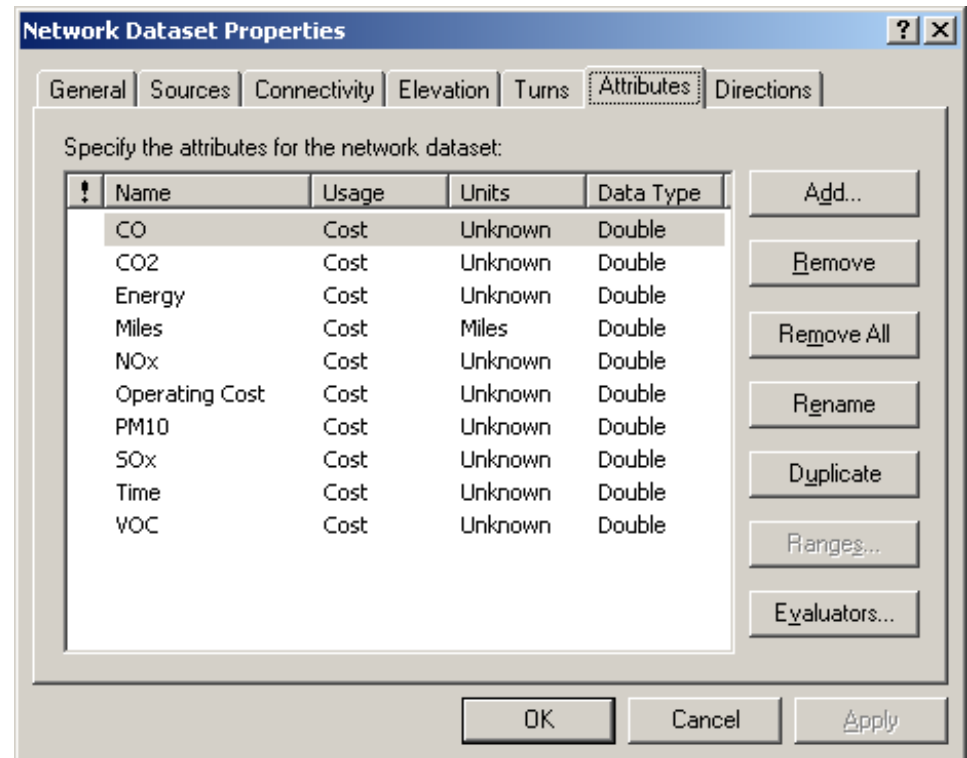 Network Dataset Properties ? X
General Sources Connectivity Elevation Turns Attributes Directions
Specify the attributes for the network dataset:
! Name Usage Units Data Type
CO Cost Unknown Double
CO2 Cost Unknown Double
Energy Cost Unknown Double
Miles Cost Miles Double
NOx Cost Unknown Double
Operating Cost Cost Unknown Double
PM10 Cost Unknown Double
SOx Cost Unknown Double
Time Cost Unknown Double
VOC Cost Unknown Double
Add...
Remove
Remove All
Rename
Duplicate
Ranges...
Evaluators...
OK Cancel Apply